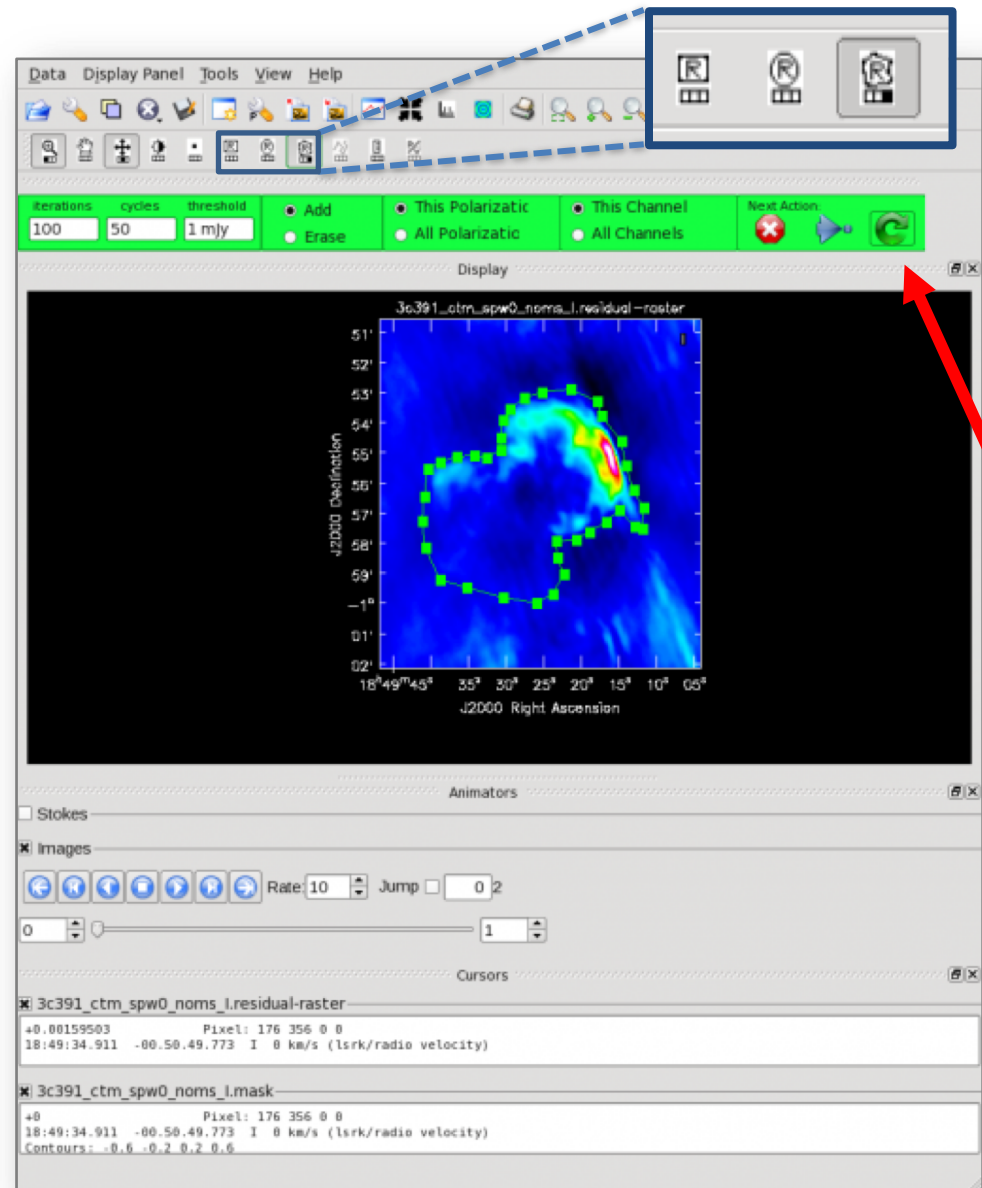 R R R
Data Display Panel Tools View Help
R R R
iterations cycles threshold
100 50 1 mJy
Add
Erase
This Polarizatic
All Polarizatic
This Channel
All Channels
Next Action:
Display
3c391_ctm_spw0_noms_I.residual-raster
51'
52'
53'
54'
55'
56'
57'
58'
59'
-1°
01'
02'
J2000 Declination
18h49m45s 35s 30s 25s 20s 15s 10s 05s
J2000 Right Ascension
Animators
Stokes
Images
Rate: 10 Jump 0 2
0 1
Cursors
3c391_ctm_spw0_noms_I.residual-raster
+0.00159503 Pixel: 176 356 0 0
18:49:34.911 -00.50.49.773 I 0 km/s (lsrk/radio velocity)
3c391_ctm_spw0_noms_I.mask
+0 Pixel: 176 356 0 0
18:49:34.911 -00.50.49.773 I 0 km/s (lsrk/radio velocity)
Contours: -0.6 -0.2 0.2 0.6